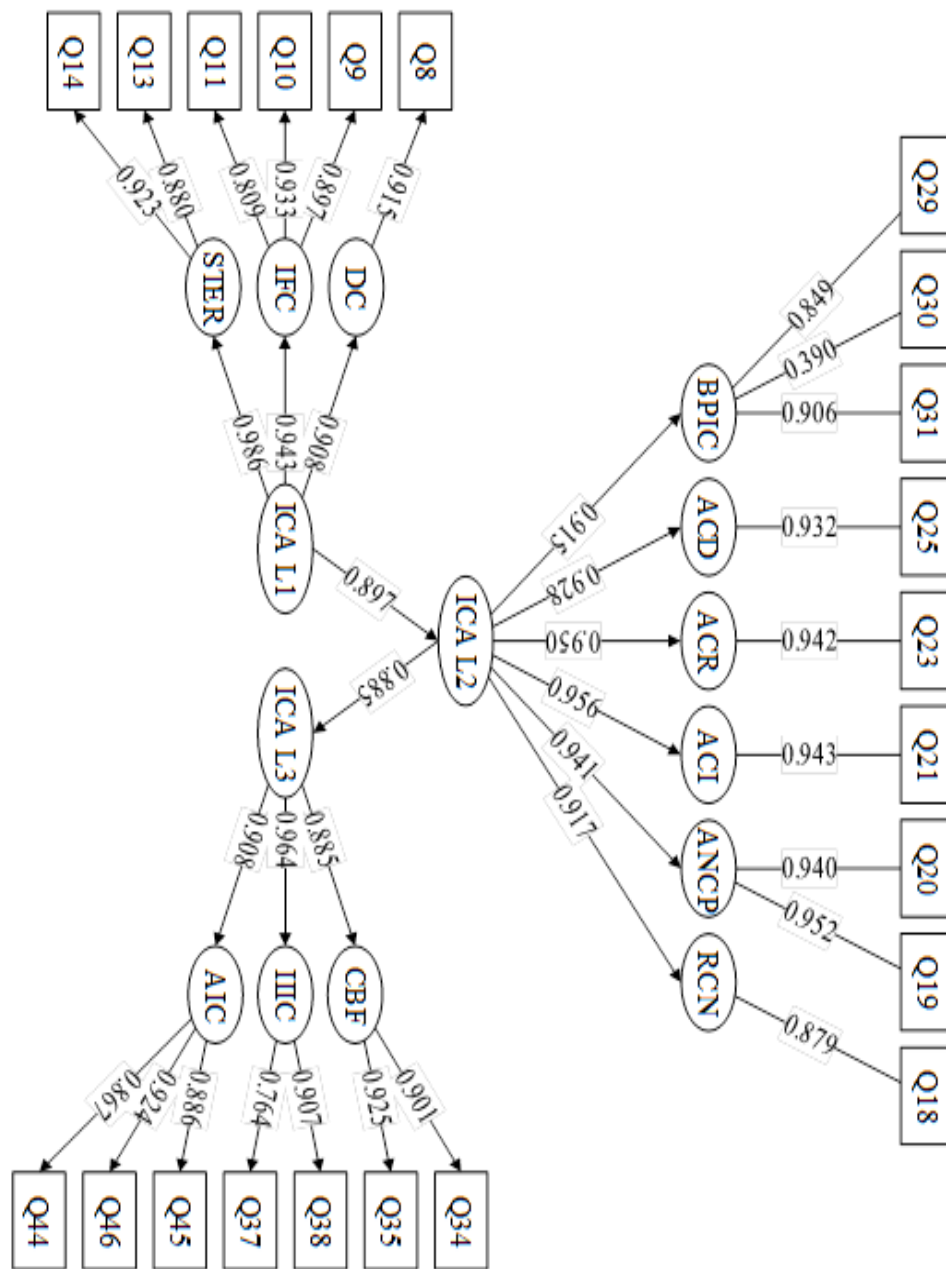 Q14
Q13
Q11
Q10
Q9
Q8
0.923
0.880
0.809
0.933
0.897
0.915
STER
IFC
DC
0.986
0.943
0.908
ICA L1
0.897
ICA L2
0.885
ICA L3
0.908
0.964
0.885
AIC
IIIC
CBF
0.867
0.924
0.886
0.764
0.907
0.925
0.901
Q44
Q46
Q45
Q37
Q38
Q35
Q34
0.915
0.928
0.950
0.956
0.941
0.917
BPIC
ACD
ACR
ACI
ANCP
RCN
0.849
0.390
0.906
0.932
0.942
0.943
0.940
0.952
0.879
Q29
Q30
Q31
Q25
Q23
Q21
Q20
Q19
Q18